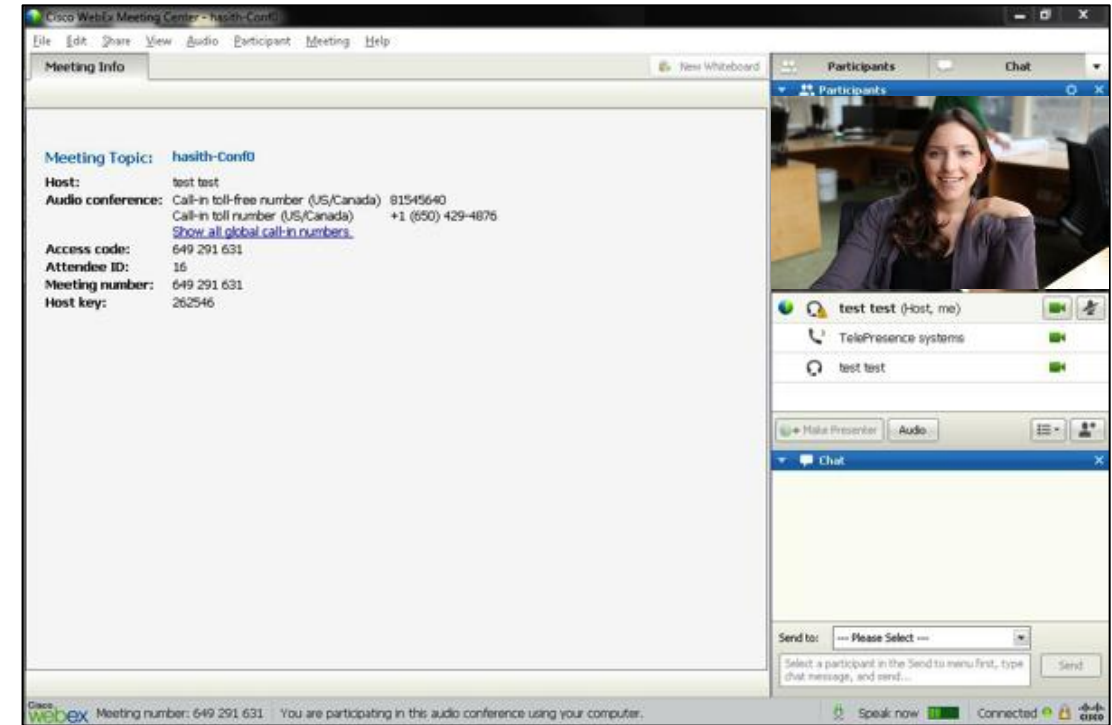 Cisco WebEx Meeting Center - hasith-Conf0
File Edit Share View Audio Participant Meeting Help
Meeting Info
New Whiteboard
Participants
Chat
Participants
Meeting Topic: hasith-Conf0
Host: test test
Audio conference: Call-in toll-free number (US/Canada) 81545640
Call-in toll number (US/Canada) +1 (650) 429-4876
Show all global call-in numbers
Access code: 649 291 631
Attendee ID: 16
Meeting number: 649 291 631
Host key: 262546
test test (Host, me)
TelePresence systems
test test
Make Presenter Audio
Chat
Send to: --- Please Select ---
Select a participant in the Send to menu first, type
chat message, and send...
Send
Cisco webex Meeting number: 649 291 631 You are participating in this audio conference using your computer.
Speak now Connected
CISCO